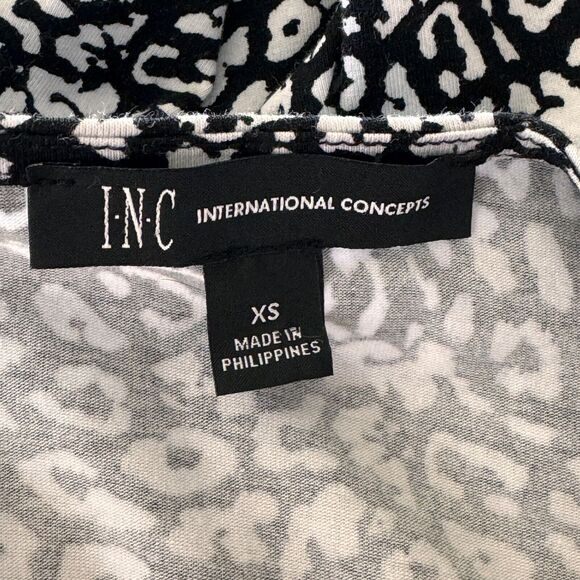 I·N·C INTERNATIONAL CONCEPTS
XS
MADE IN
PHILIPPINES